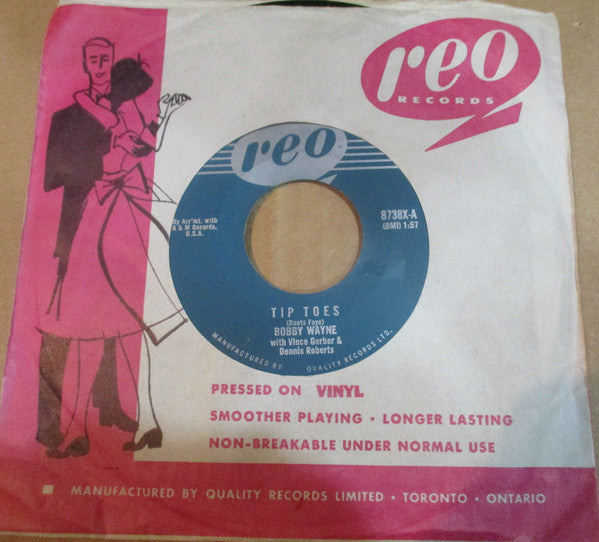 reo
RECORDS
reo
By Arr'mt. with
A & M Records,
U.S.A.
8738X-A
(BMI) 1:57
TIP TOES
(Boots Faye)
BOBBY WAYNE
with Vince Gerber &
Dennis Roberts
MANUFACTURED BY QUALITY RECORDS LTD.
PRESSED ON VINYL
SMOOTHER PLAYING • LONGER LASTING
NON-BREAKABLE UNDER NORMAL USE
MANUFACTURED BY QUALITY RECORDS LIMITED • TORONTO • ONTARIO